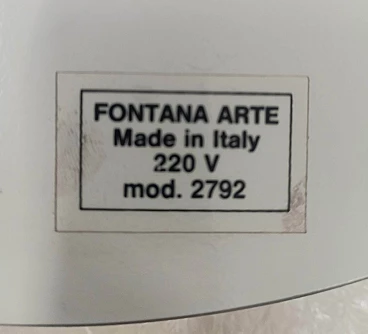 FONTANA ARTE
Made in Italy
220 V
mod. 2792